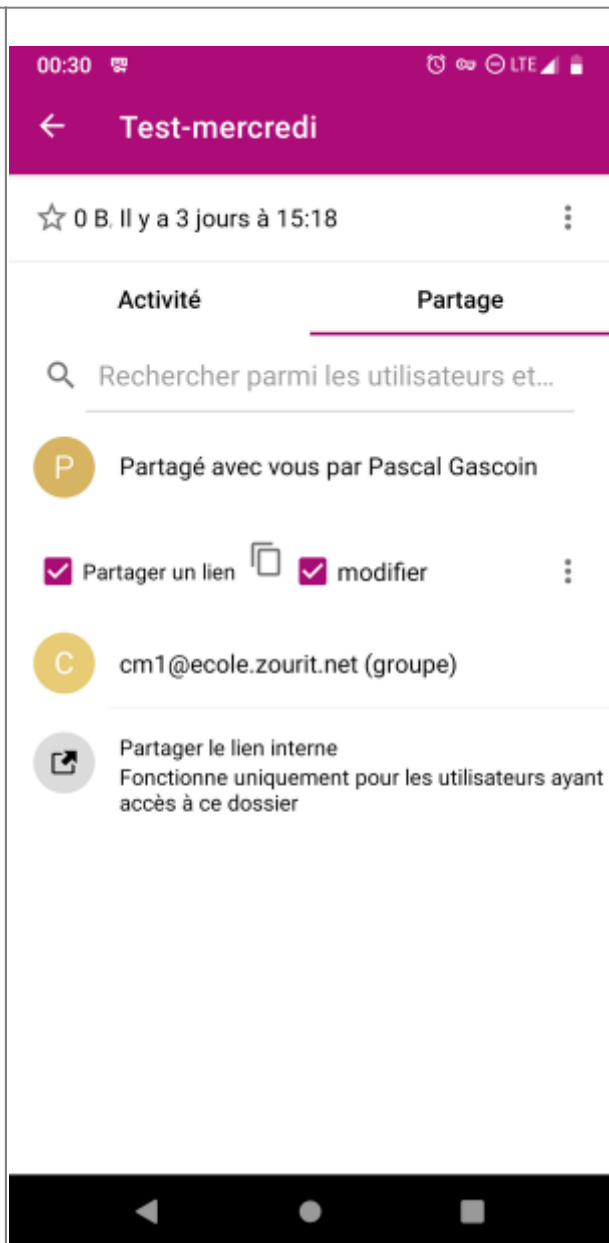 00:30 LTE
Test-mercredi
0 B, Il y a 3 jours à 15:18
Activité Partage
Rechercher parmi les utilisateurs et…
P Partagé avec vous par Pascal Gascoin
Partager un lien modifier
C cm1@ecole.zourit.net (groupe)
Partager le lien interne
Fonctionne uniquement pour les utilisateurs ayant
accès à ce dossier